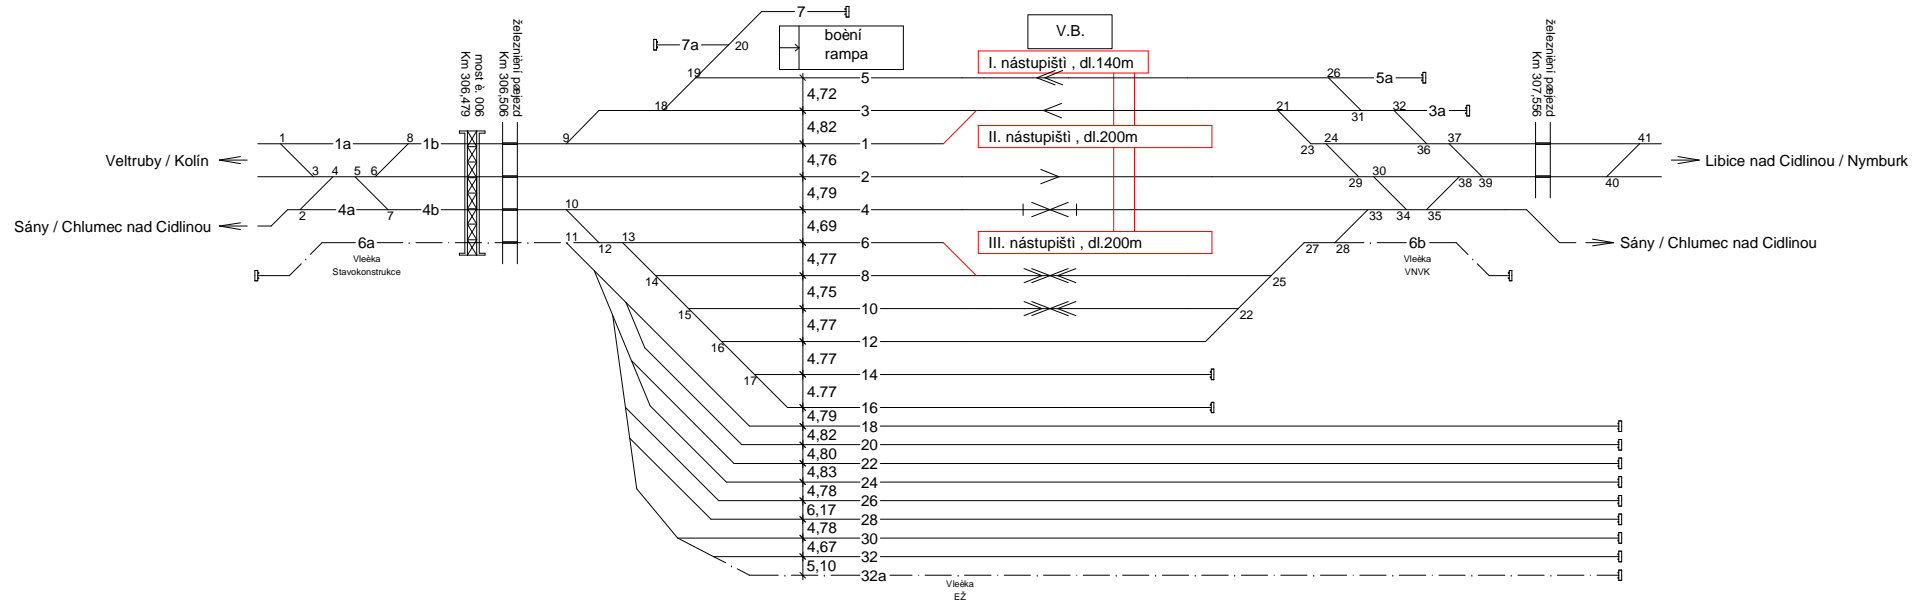 7
7a
20
boèní
rampa
V.B.
I. nástupištì , dl.140m
19
5
26
5a
4,72
18
3
21
31
32
3a
4,82
most è. 006
Km 306,479
železnièní pøejezd
Km 306,506
železnièní pøejezd
Km 307,556
1
1a
8
1b
9
1
II. nástupištì , dl.200m
23
24
36
37
41
Veltruby / Kolín
4,76
Libice nad Cidlinou / Nymburk
3
4
5
6
2
29
30
38
39
40
4,79
2
4a
7
4b
10
4
33
34
35
Sány / Chlumec nad Cidlinou
4,69
6a
11
12
13
6
III. nástupištì , dl.200m
27
28
6b
Sány / Chlumec nad Cidlinou
Vleèka
Stavokonstrukce
4,77
Vleèka
VNVK
14
8
25
4,75
15
10
22
4,77
16
12
4.77
17
14
4.77
16
4,79
18
4,82
20
4,80
22
4,83
24
4,78
26
6,17
28
4,78
30
4,67
32
5,10
32a
Vleèka
EŽ